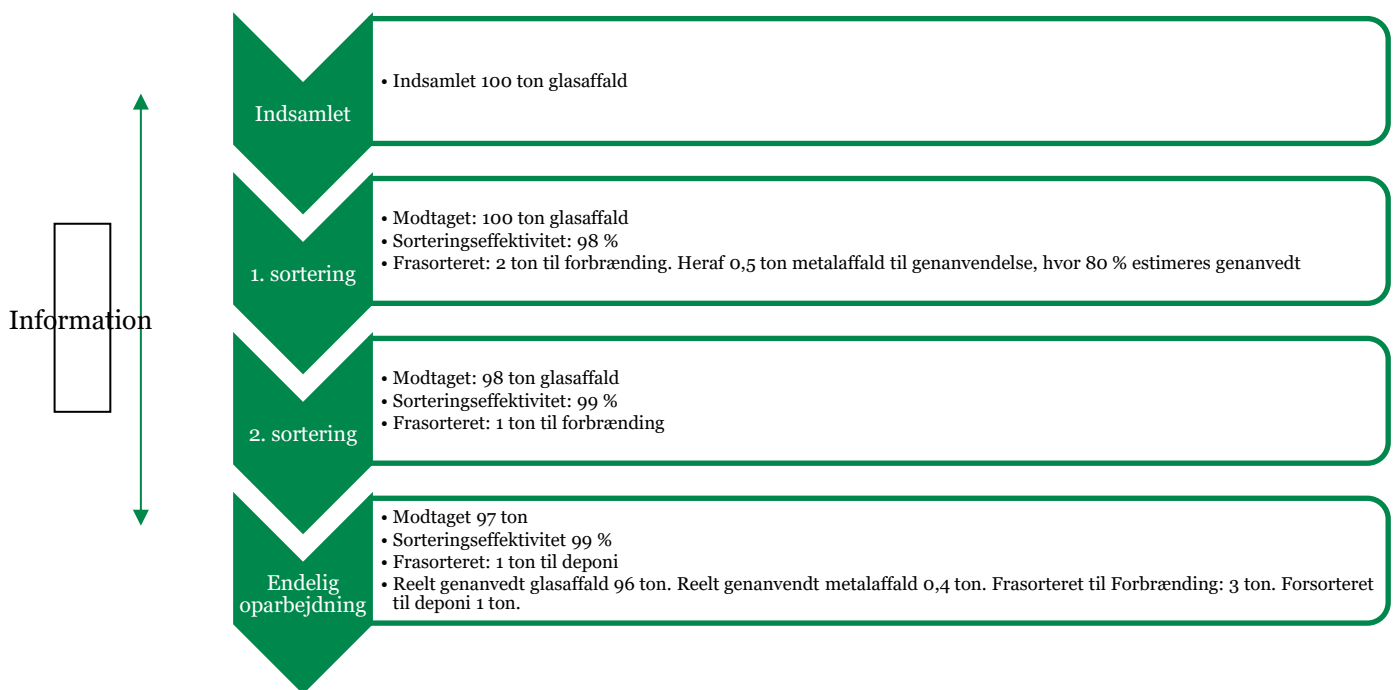 Indsamlet
• Indsamlet 100 ton glasaffald
Information
1. sortering
• Modtaget: 100 ton glasaffald
• Sorteringseffektivitet: 98 %
• Frasorteret: 2 ton til forbrænding. Heraf 0,5 ton metalaffald til genanvendelse, hvor 80 % estimeres genanvedt
2. sortering
• Modtaget: 98 ton glasaffald
• Sorteringseffektivitet: 99 %
• Frasorteret: 1 ton til forbrænding
Endelig
oparbejdning
• Modtaget 97 ton
• Sorteringseffektivitet 99 %
• Frasorteret: 1 ton til deponi
• Reelt genanvedt glasaffald 96 ton. Reelt genanvendt metalaffald 0,4 ton. Frasorteret til Forbrænding: 3 ton. Forsorteret
til deponi 1 ton.